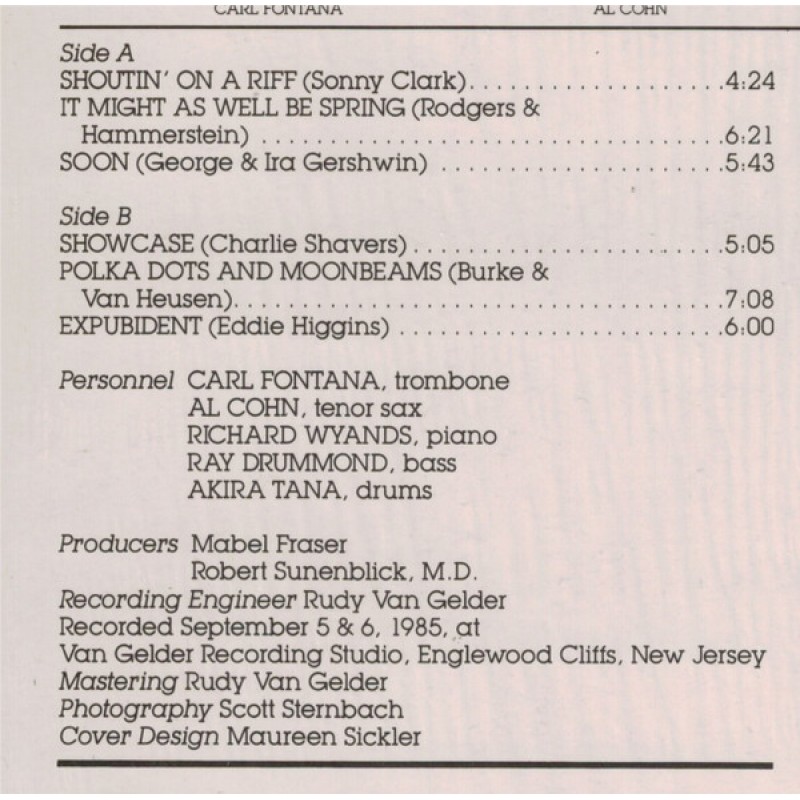 CARL FONTANA AL COHN
Side A
SHOUTIN' ON A RIFF (Sonny Clark). . . . . . . . . . . . . . . . . . . .4:24
IT MIGHT AS WELL BE SPRING (Rodgers &
Hammerstein) . . . . . . . . . . . . . . . . . . . . . . . . . . . . . . . . . . .6:21
SOON (George & Ira Gershwin) . . . . . . . . . . . . . . . . . . . . . .5:43
Side B
SHOWCASE (Charlie Shavers) . . . . . . . . . . . . . . . . . . . . . . . .5:05
POLKA DOTS AND MOONBEAMS (Burke &
Van Heusen). . . . . . . . . . . . . . . . . . . . . . . . . . . . . . . . . . . . .7:08
EXPUBIDENT (Eddie Higgins) . . . . . . . . . . . . . . . . . . . . . . . . .6:00
Personnel CARL FONTANA, trombone
AL COHN, tenor sax
RICHARD WYANDS, piano
RAY DRUMMOND, bass
AKIRA TANA, drums
Producers Mabel Fraser
Robert Sunenblick, M.D.
Recording Engineer Rudy Van Gelder
Recorded September 5 & 6, 1985, at
Van Gelder Recording Studio, Englewood Cliffs, New Jersey
Mastering Rudy Van Gelder
Photography Scott Sternbach
Cover Design Maureen Sickler